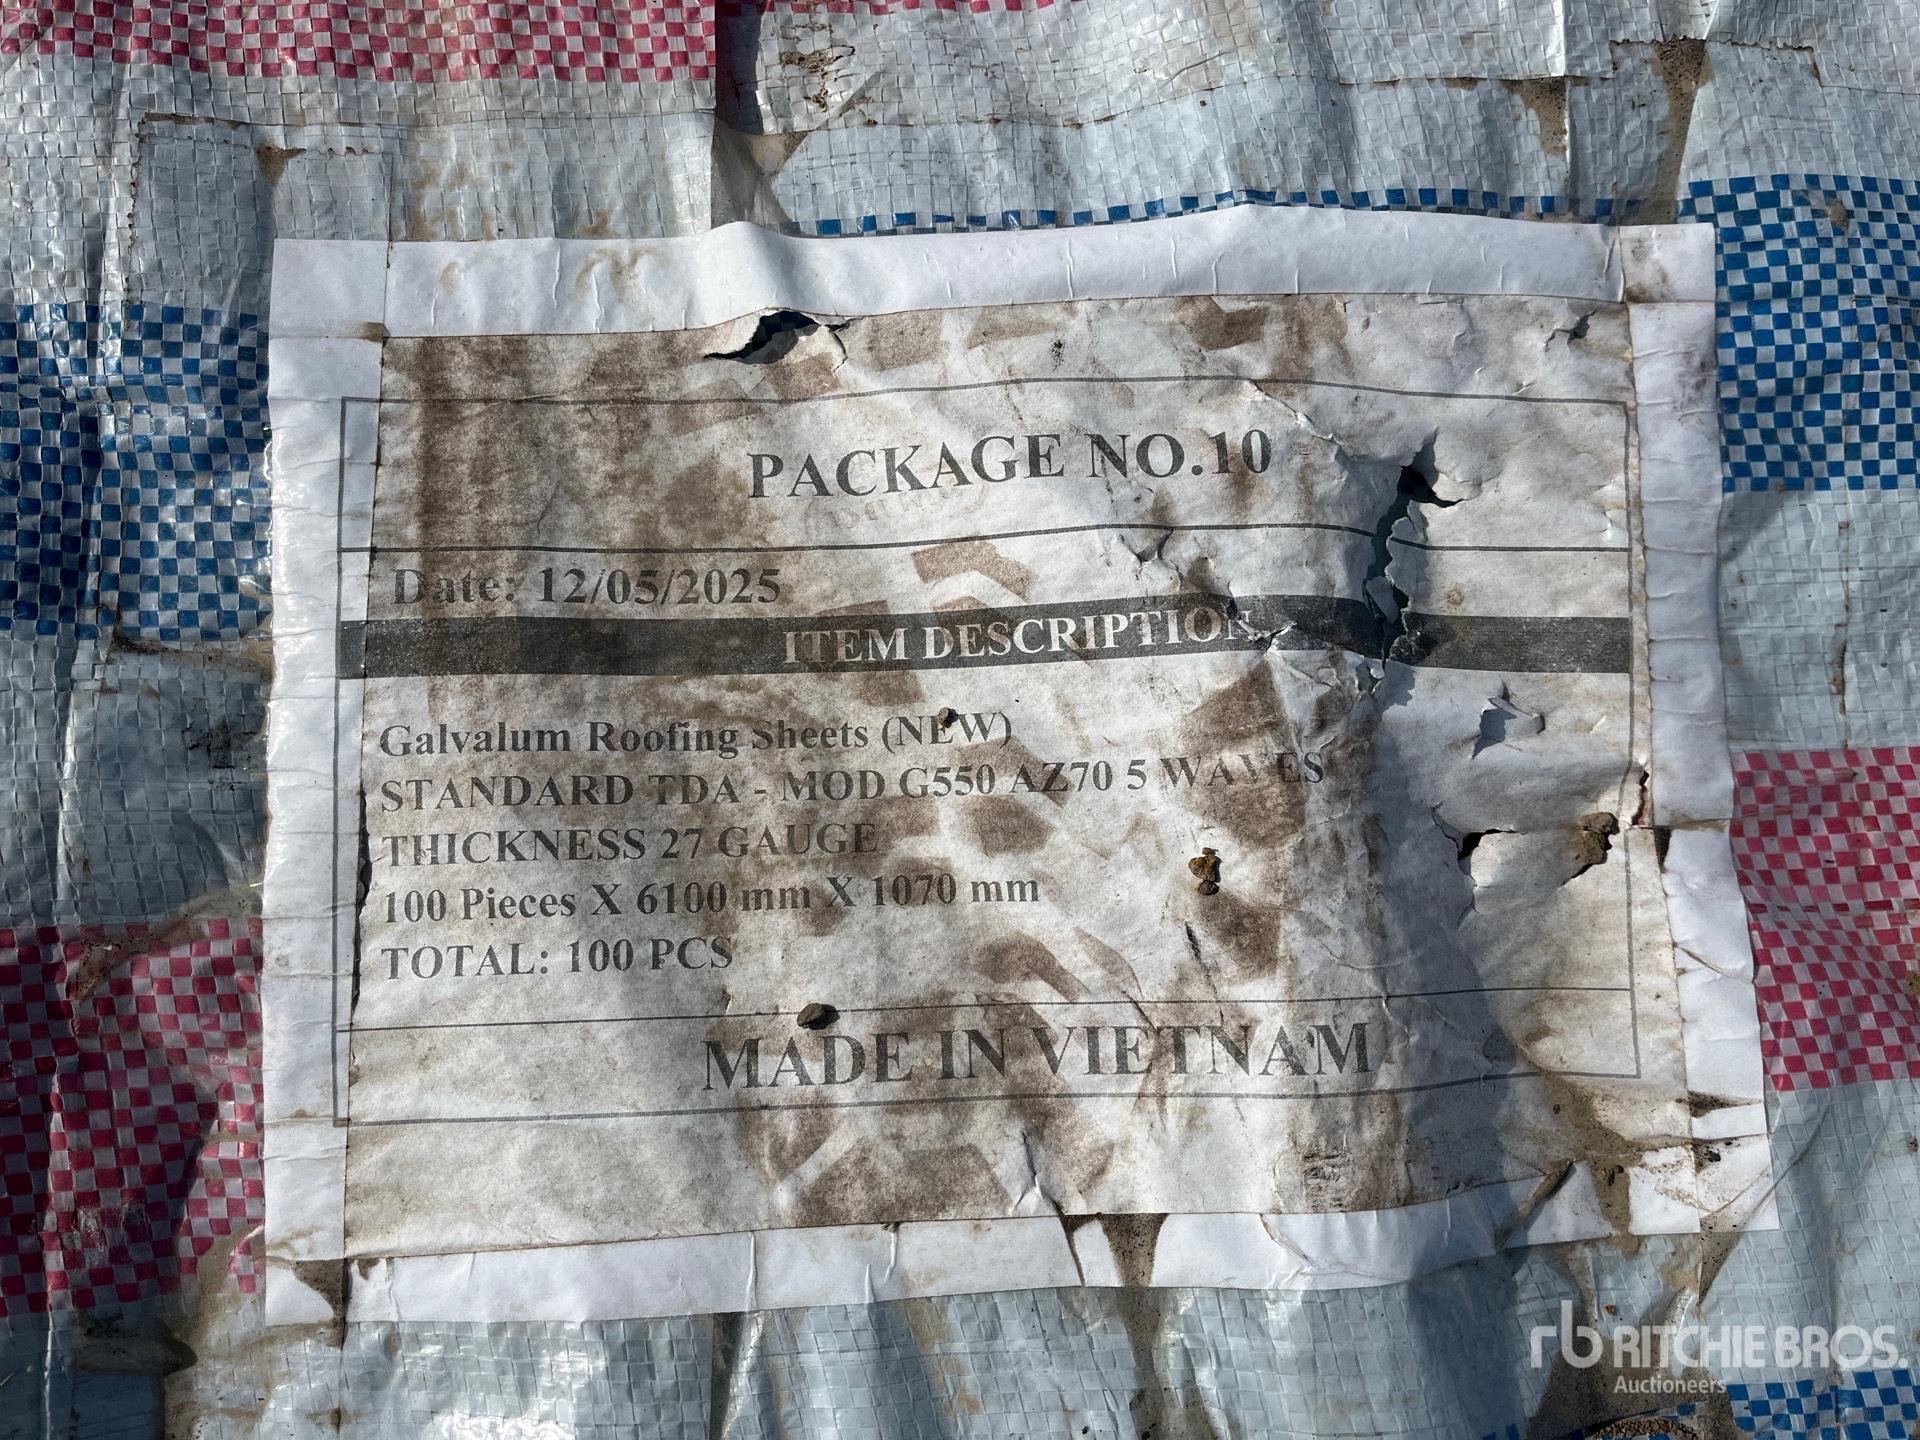 PACKAGE NO.10
Date: 12/05/2025
ITEM DESCRIPTION
Galvalum Roofing Sheets (NEW)
STANDARD TDA - MOD G550 AZ70 5 WAVES
THICKNESS 27 GAUGE
100 Pieces X 6100 mm X 1070 mm
TOTAL: 100 PCS
MADE IN VIETNAM
rb RITCHIE BROS.
Auctioneers